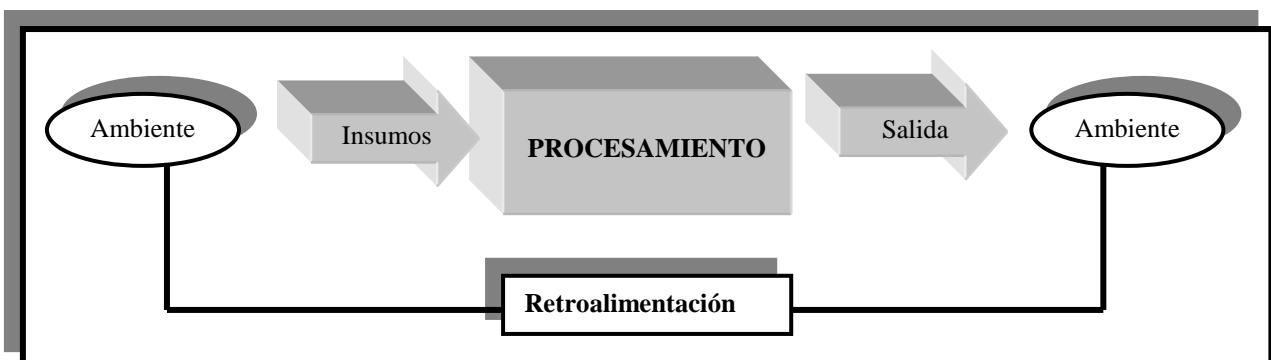 Ambiente
Insumos
PROCESAMIENTO
Salida
Ambiente
Retroalimentación